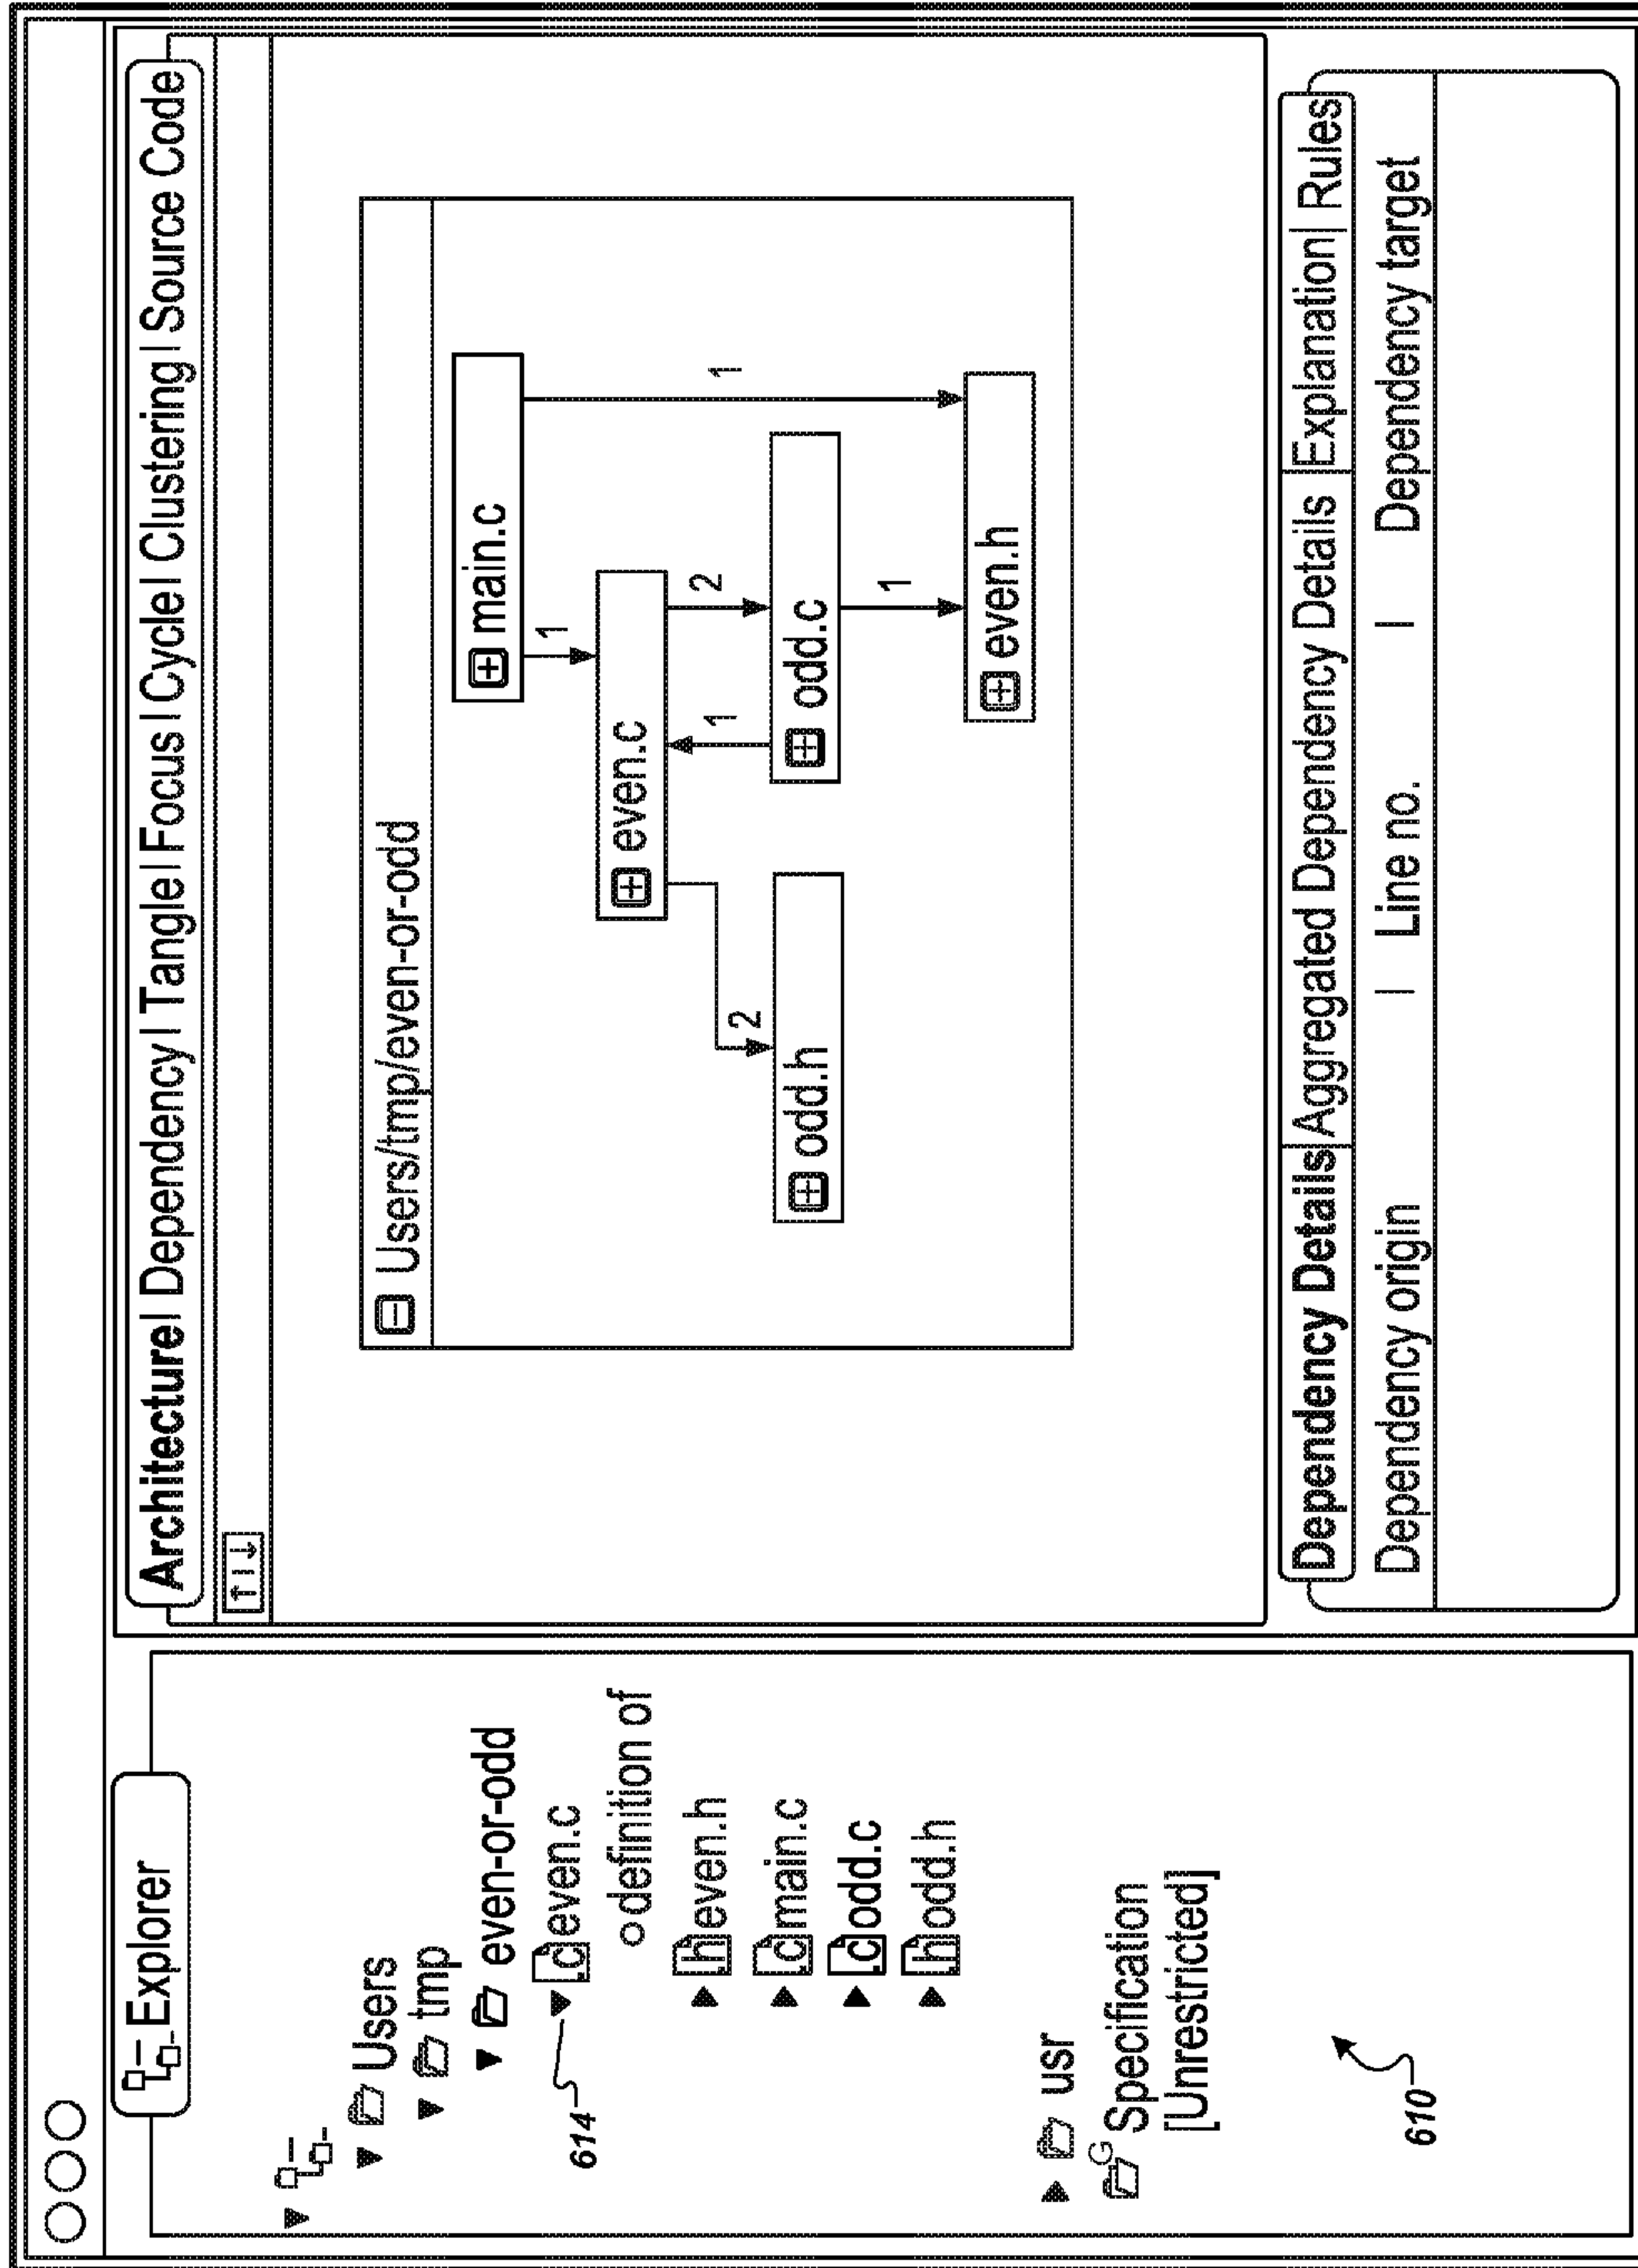 Explorer
Users
tmp
even-or-odd
614
.c even.c
definition of
.h even.h
.c main.c
.c odd.c
.h odd.h
usr
G
Specification
[Unrestricted]
610
Architecture | Dependency | Tangle | Focus | Cycle | Clustering | Source Code
↑ | ↓
Users/tmp/even-or-odd
main.c
1
even.c
1
2
1
2
odd.h
odd.c
1
even.h
Dependency Details | Aggregated Dependency Details | Explanation | Rules
Dependency origin | Line no. | Dependency target